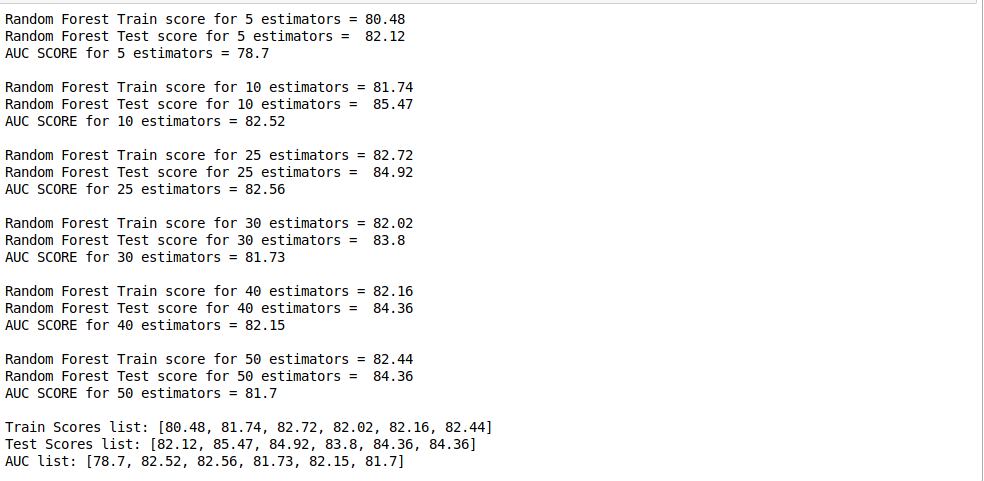 Random Forest Train score for 5 estimators = 80.48
Random Forest Test score for 5 estimators =  82.12
AUC SCORE for 5 estimators = 78.7
Random Forest Train score for 10 estimators = 81.74
Random Forest Test score for 10 estimators =  85.47
AUC SCORE for 10 estimators = 82.52
Random Forest Train score for 25 estimators = 82.72
Random Forest Test score for 25 estimators =  84.92
AUC SCORE for 25 estimators = 82.56
Random Forest Train score for 30 estimators = 82.02
Random Forest Test score for 30 estimators =  83.8
AUC SCORE for 30 estimators = 81.73
Random Forest Train score for 40 estimators = 82.16
Random Forest Test score for 40 estimators =  84.36
AUC SCORE for 40 estimators = 82.15
Random Forest Train score for 50 estimators = 82.44
Random Forest Test score for 50 estimators =  84.36
AUC SCORE for 50 estimators = 81.7
Train Scores list: [80.48, 81.74, 82.72, 82.02, 82.16, 82.44]
Test Scores list: [82.12, 85.47, 84.92, 83.8, 84.36, 84.36]
AUC list: [78.7, 82.52, 82.56, 81.73, 82.15, 81.7]